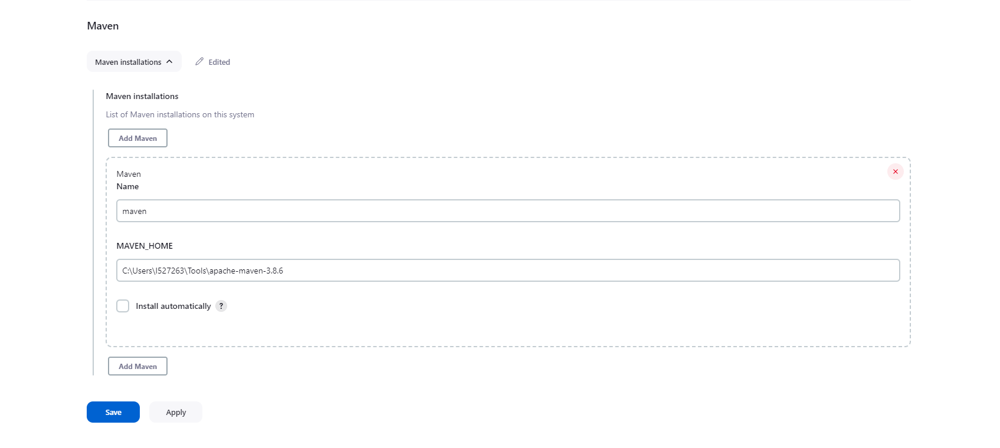 Maven
Maven installations
Edited
Maven installations
List of Maven installations on this system
Add Maven
Maven
Name
maven
MAVEN_HOME
C:\Users\I527263\Tools\apache-maven-3.8.6
Install automatically ?
Add Maven
Save
Apply